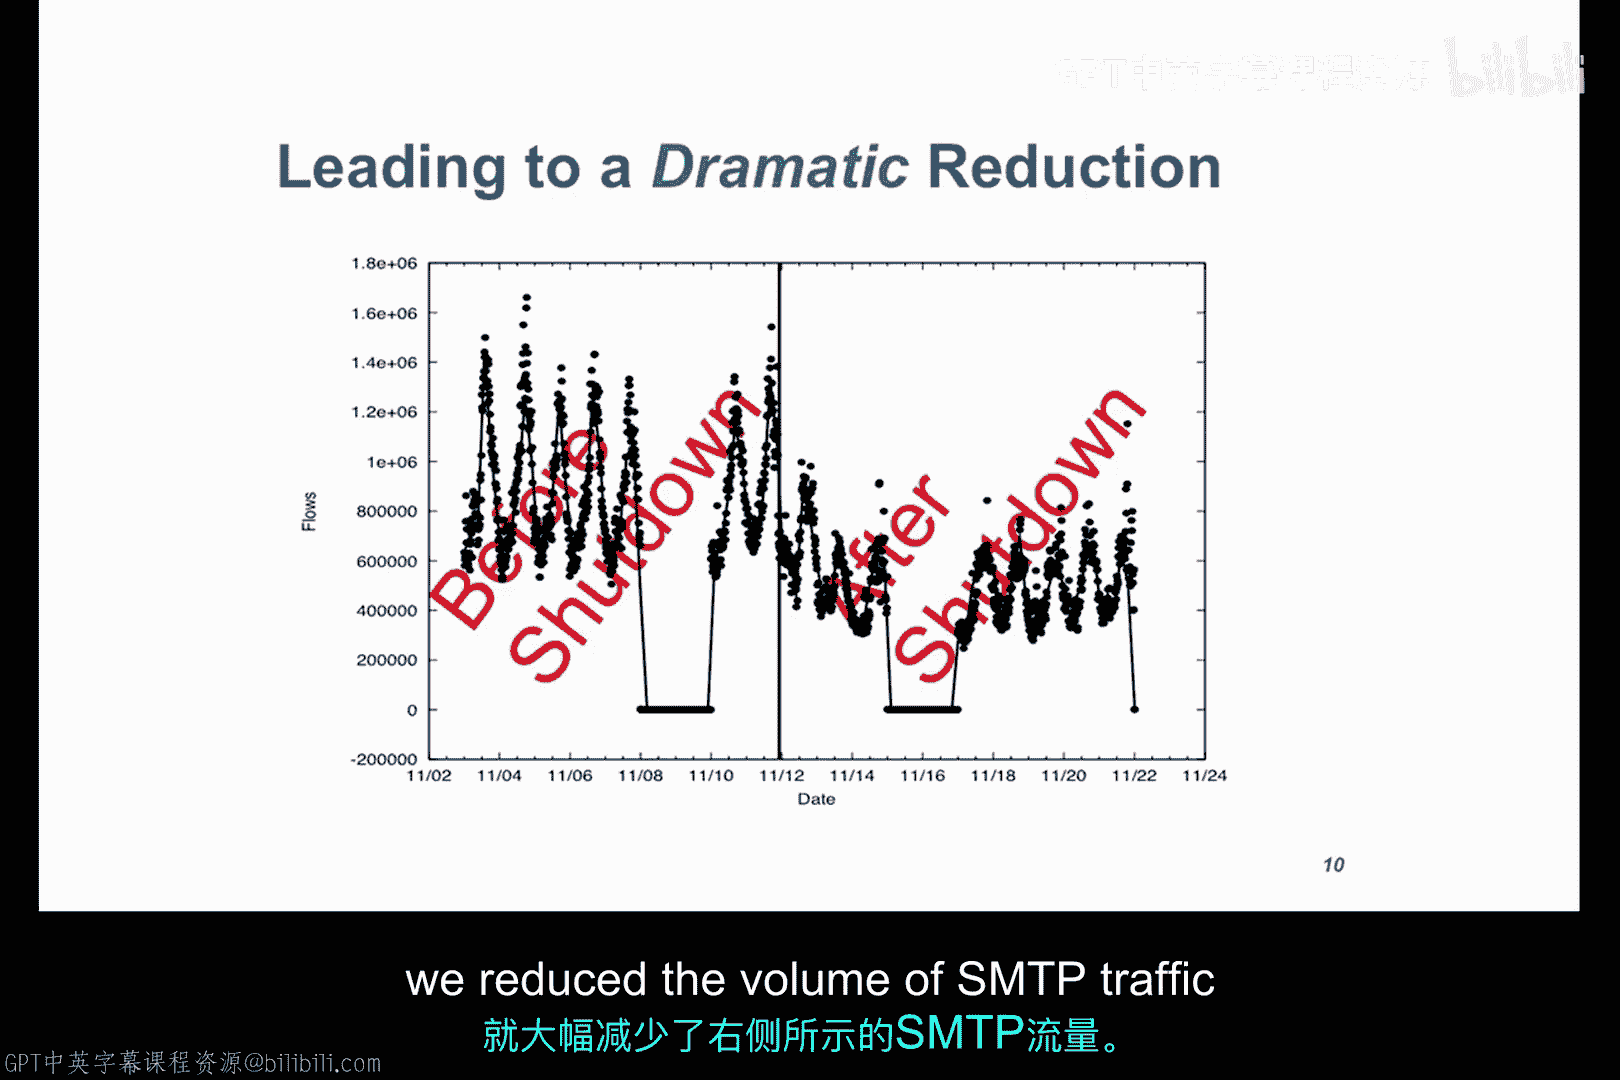 bilibili
Leading to a Dramatic Reduction
1.8e+06
1.6e+06
1.4e+06
1.2e+06
1e+06
800000
600000
400000
200000
0
-200000
Flows
Before
Shutdown
After
Shutdown
11/02 11/04 11/06 11/08 11/10 11/12 11/14 11/16 11/18 11/20 11/22 11/24
Date
10
we reduced the volume of SMTP traffic
就大幅减少了右侧所示的SMTP流量。
GPT中英字幕课程资源@bilibili.com